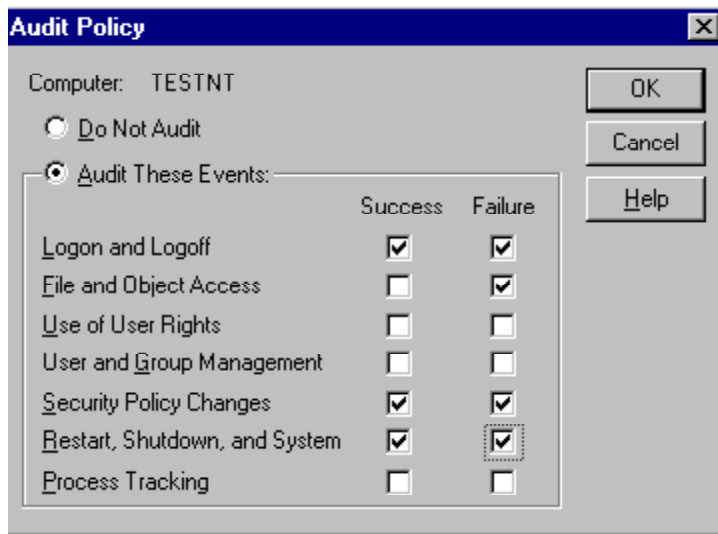 Audit Policy
Computer: TESTNT
OK
Do Not Audit
Cancel
Audit These Events:
Help
Success Failure
Logon and Logoff
File and Object Access
Use of User Rights
User and Group Management
Security Policy Changes
Restart, Shutdown, and System
Process Tracking